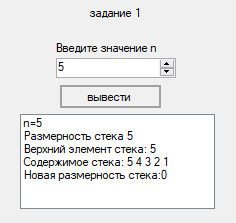 задание 1
Введите значение n
5
вывести
n=5
Размерность стека 5
Верхний элемент стека: 5
Содержимое стека: 5 4 3 2 1
Новая размерность стека:0